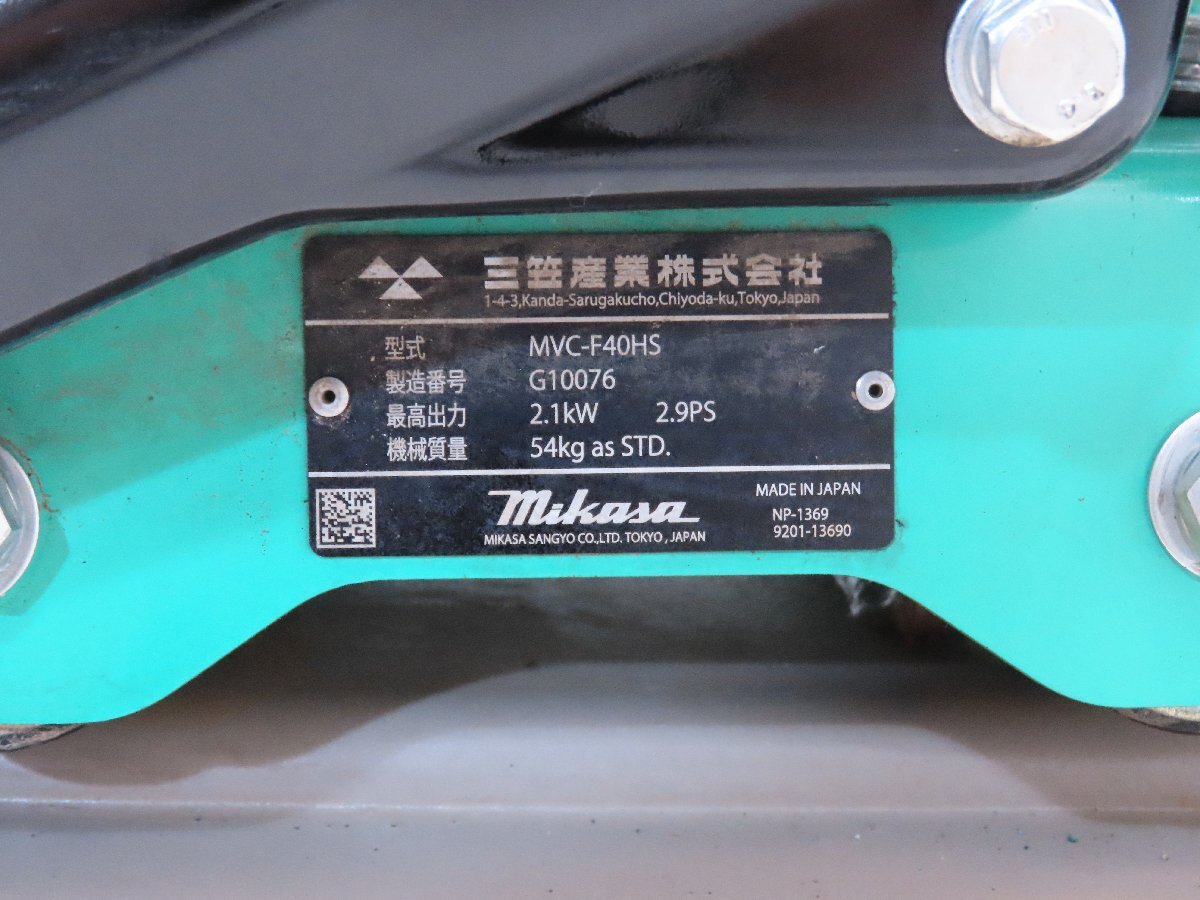 三笠産業株式会社
1-4-3,Kanda-Sarugakucho,Chiyoda-ku,Tokyo,Japan
型式 MVC-F40HS
製造番号 G10076
最高出力 2.1kW 2.9PS
機械質量 54kg as STD.
mikasa
MIKASA SANGYO CO.,LTD. TOKYO , JAPAN
MADE IN JAPAN
NP-1369
9201-13690